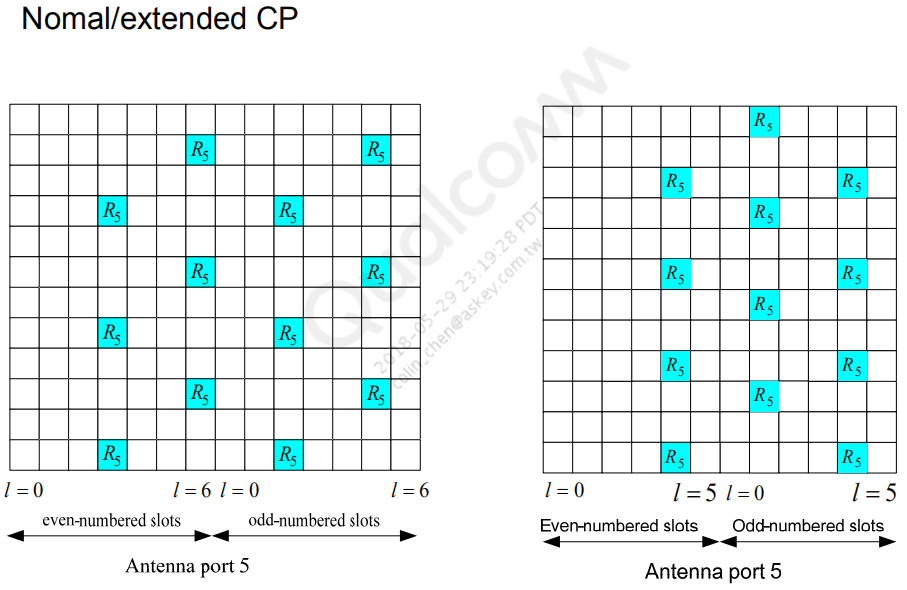 Nomal/extended CP
Qualcomm
2018-05-29 23:19:28 PDT
colin_chen@askey.com.tw
R5 R5
R5 R5
R5 R5
R5 R5
R5 R5
R5 R5
l = 0 l = 6 l = 0 l = 6
even-numbered slots odd-numbered slots
Antenna port 5
R5
R5 R5
R5
R5 R5
R5
R5 R5
R5
R5 R5
l = 0 l = 5 l = 0 l = 5
Even-numbered slots Odd-numbered slots
Antenna port 5